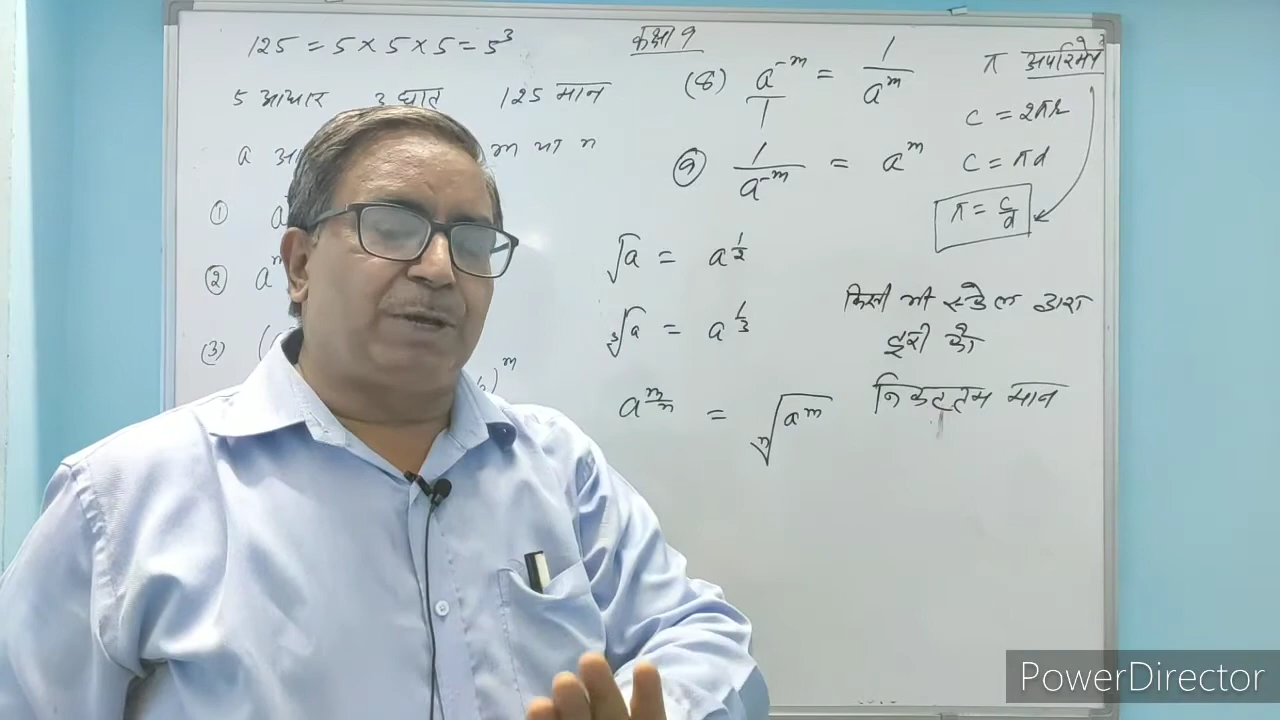 कक्षा 9
125 = 5 × 5 × 5 = 5³
5 आधार 3 घात 125 मान
a m या n
① a
② a
③ (
)ᵐ
(8) a⁻ᵐ/1 = 1/aᵐ
⑨ 1/a⁻ᵐ = aᵐ
√a = a^(1/2)
∛a = a^(1/3)
a^(m/n) = ⁿ√aᵐ
π अपरिमेय
c = 2πr
c = πd
π = c/d
किसी भी स्केल द्वारा
दूरी को
निकटतम मान
PowerDirector